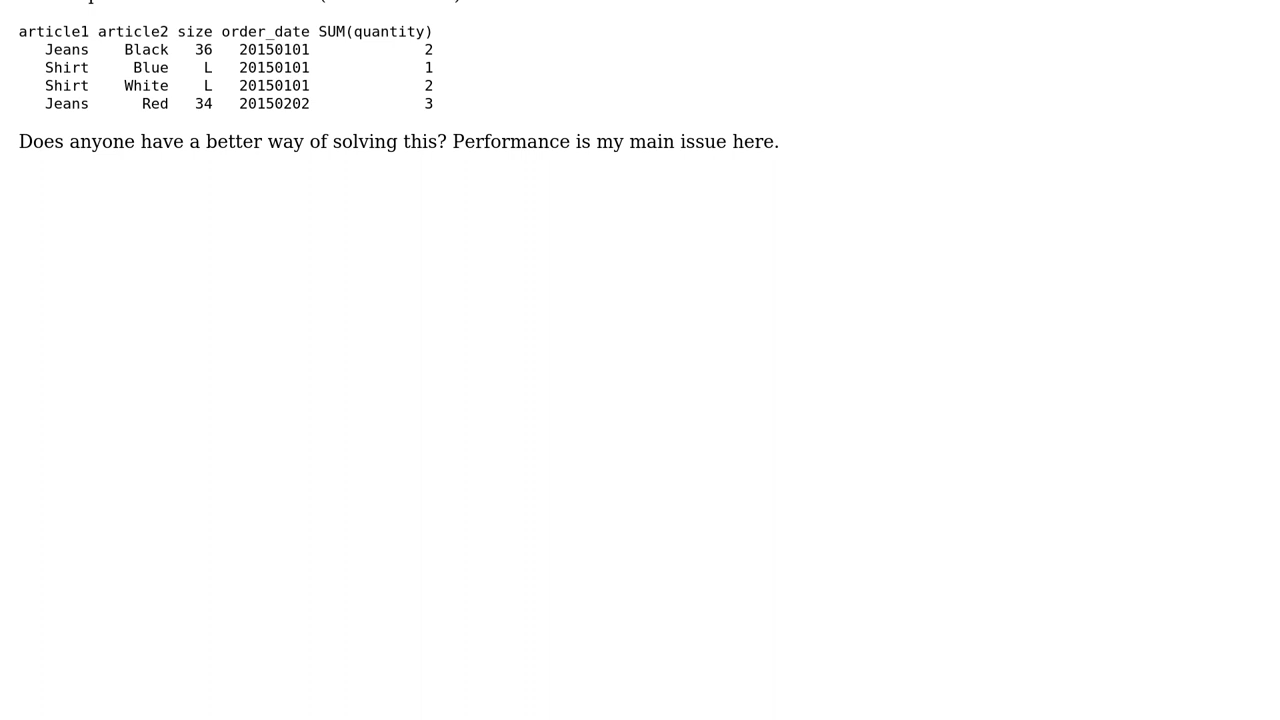 article1 article2 size order_date SUM(quantity)
Jeans Black 36 20150101 2
Shirt Blue L 20150101 1
Shirt White L 20150101 2
Jeans Red 34 20150202 3
Does anyone have a better way of solving this? Performance is my main issue here.